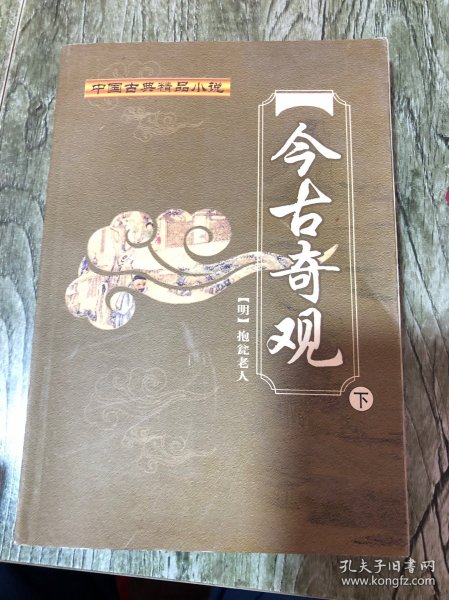 中国古典精品小说
今古奇观
【明】抱瓮老人
下
孔夫子旧书网
www.kongfz.com